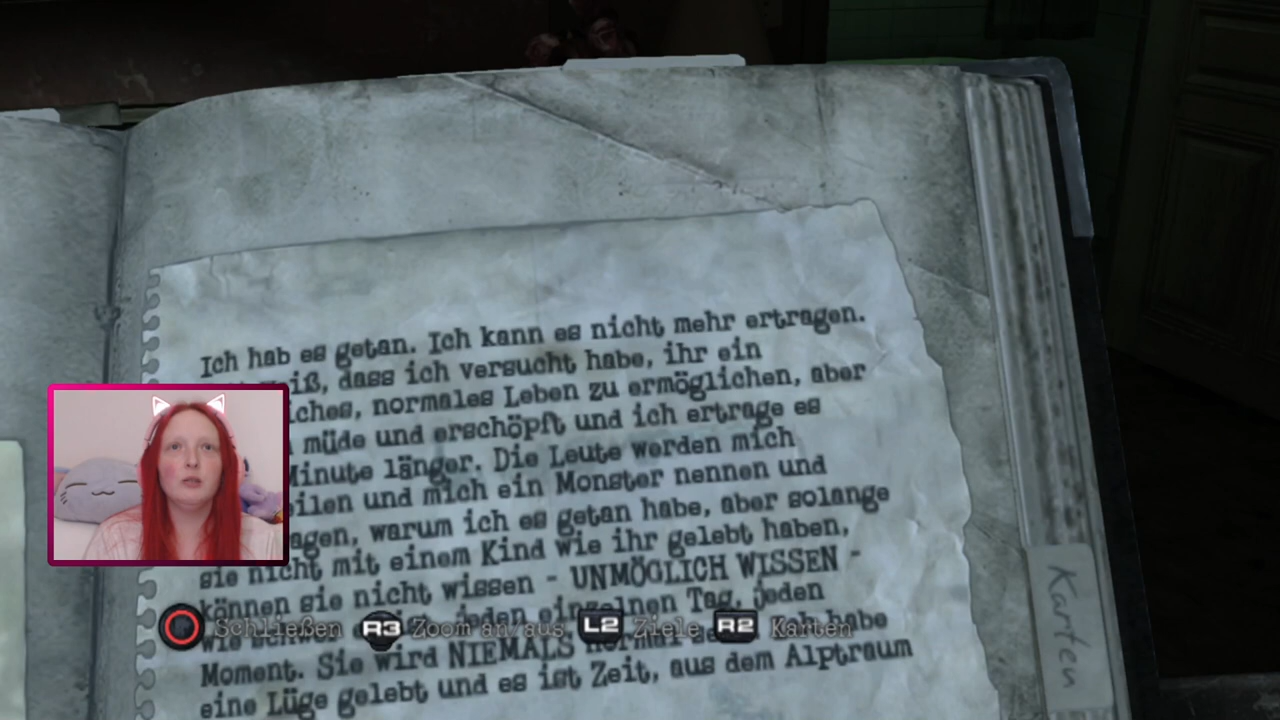 Ich hab es getan. Ich kann es nicht mehr ertragen.
dass ich versucht habe, ihr ein
normales Leben zu ermöglichen, aber
müde und erschöpft und ich ertrage es
Minute länger. Die Leute werden mich
und mich ein Monster nennen und
warum ich es getan habe, aber solange
sie nicht mit einem Kind wie ihr gelebt haben,
können sie nicht wissen - UNMÖGLICH WISSEN -
jeden einzelnen Tag, jeden
Moment. Sie wird NIEMALS
habe
eine Lüge gelebt und es ist Zeit, aus dem Alptraum
Schließen R3 Zoom an/aus L2 Ziele R2 Karten
Karten